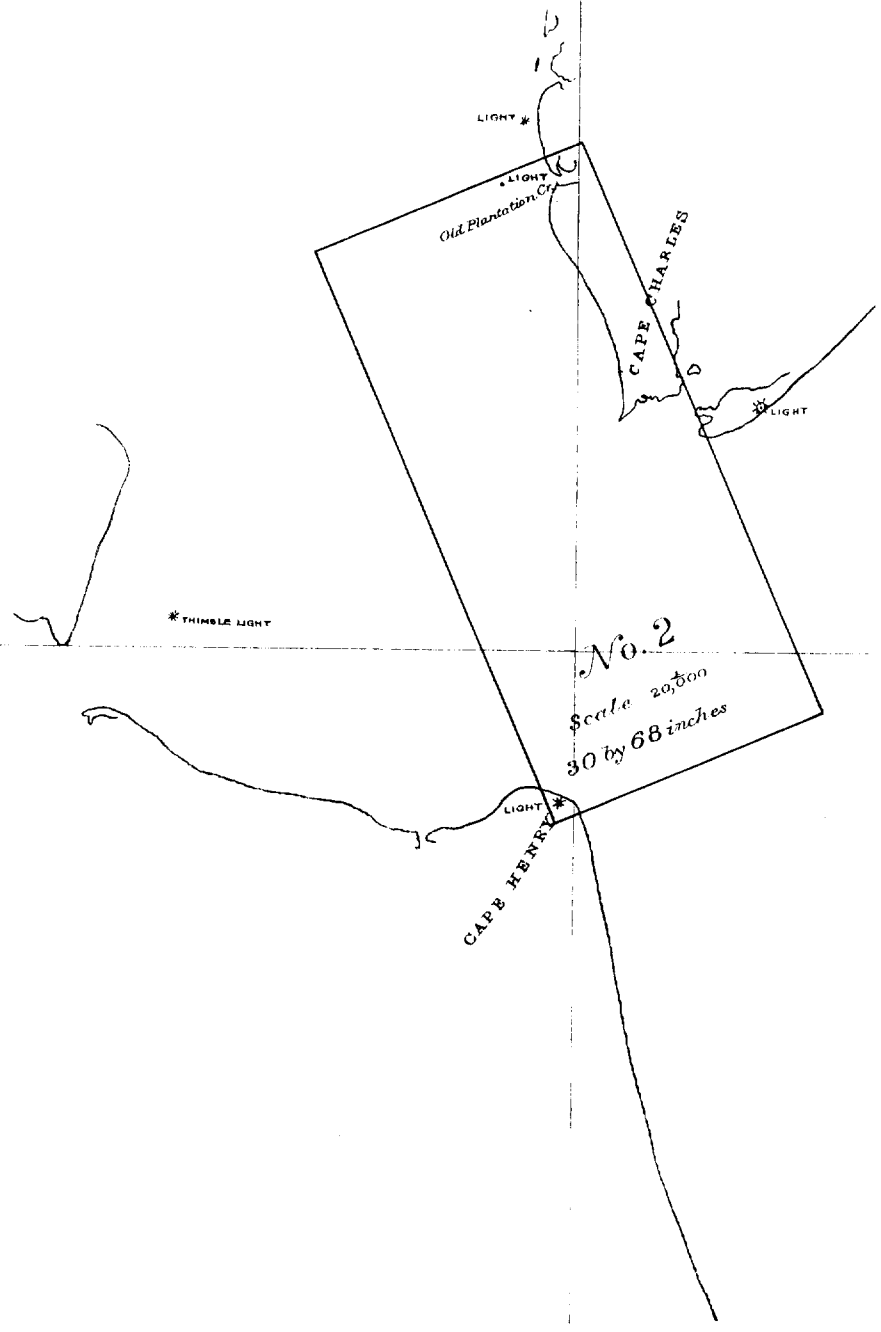 LIGHT
LIGHT
Old Plantation Cr.
CAPE CHARLES
LIGHT
THIMBLE LIGHT
No. 2
Scale 1/20,000
30 by 68 inches
LIGHT
CAPE HENRY